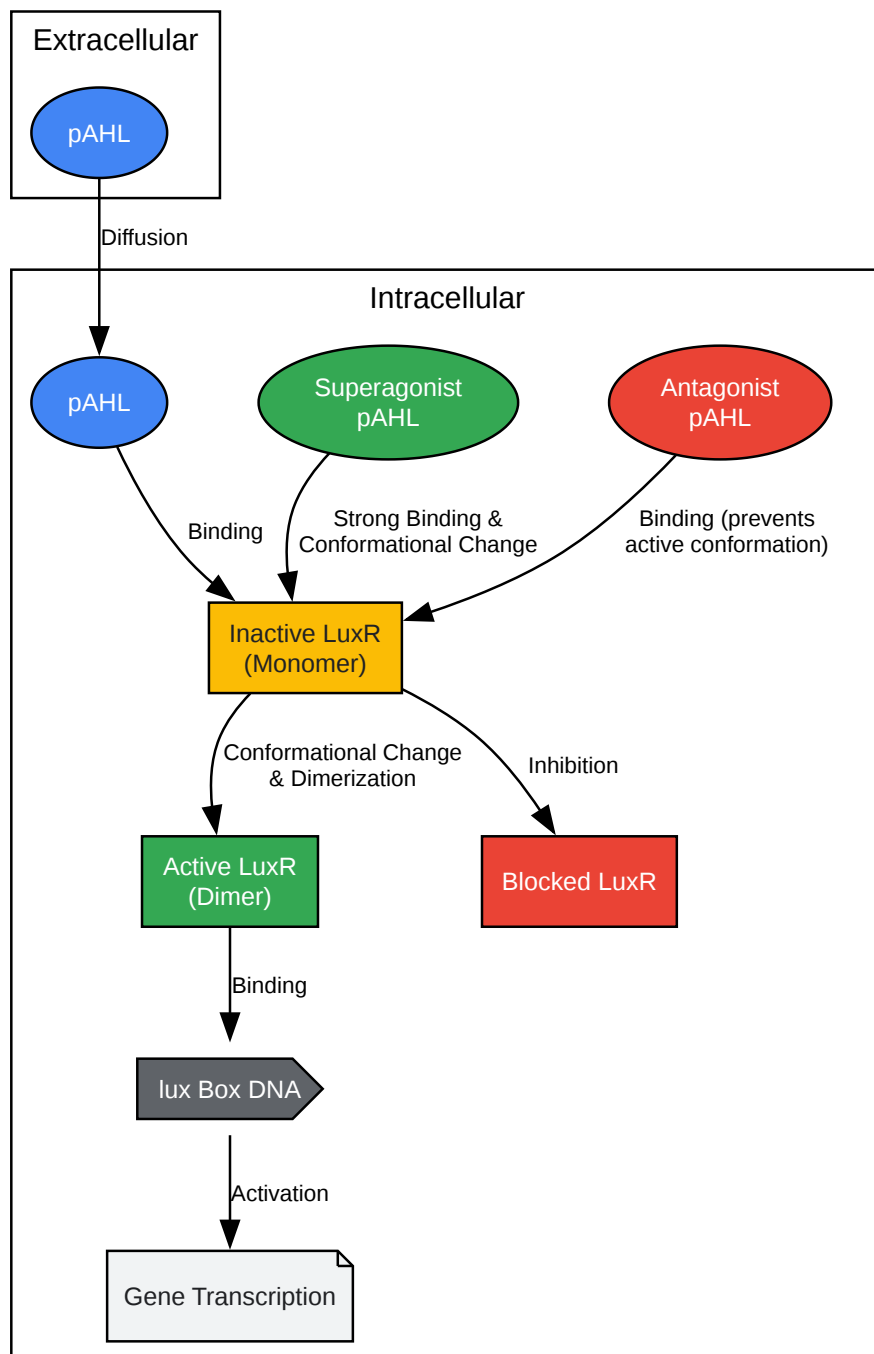 Extracellular
pAHL
Diffusion
Intracellular
pAHL
Superagonist
pAHL
Antagonist
pAHL
Binding
Strong Binding &
Conformational Change
Binding (prevents
active conformation)
Inactive LuxR
(Monomer)
Conformational Change
& Dimerization
Inhibition
Active LuxR
(Dimer)
Blocked LuxR
Binding
lux Box DNA
Activation
Gene Transcription